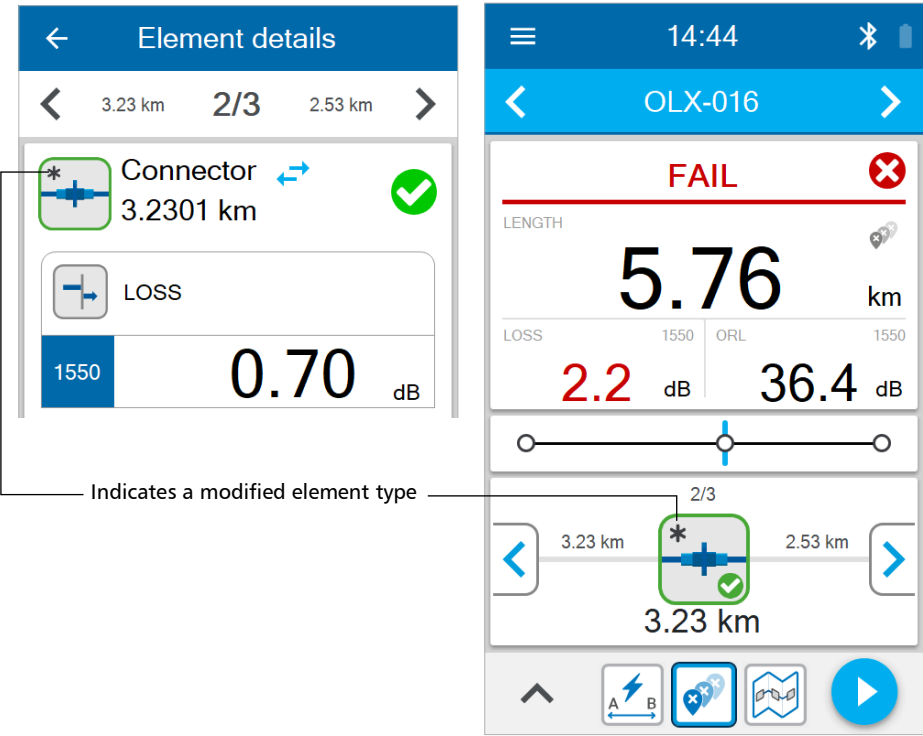 Element details
3.23 km 2/3 2.53 km
Connector
3.2301 km
LOSS
1550 0.70 dB
Indicates a modified element type
14:44
OLX-016
FAIL
LENGTH
5.76 km
LOSS 1550 ORL 1550
2.2 dB 36.4 dB
2/3
3.23 km 2.53 km
3.23 km
A B